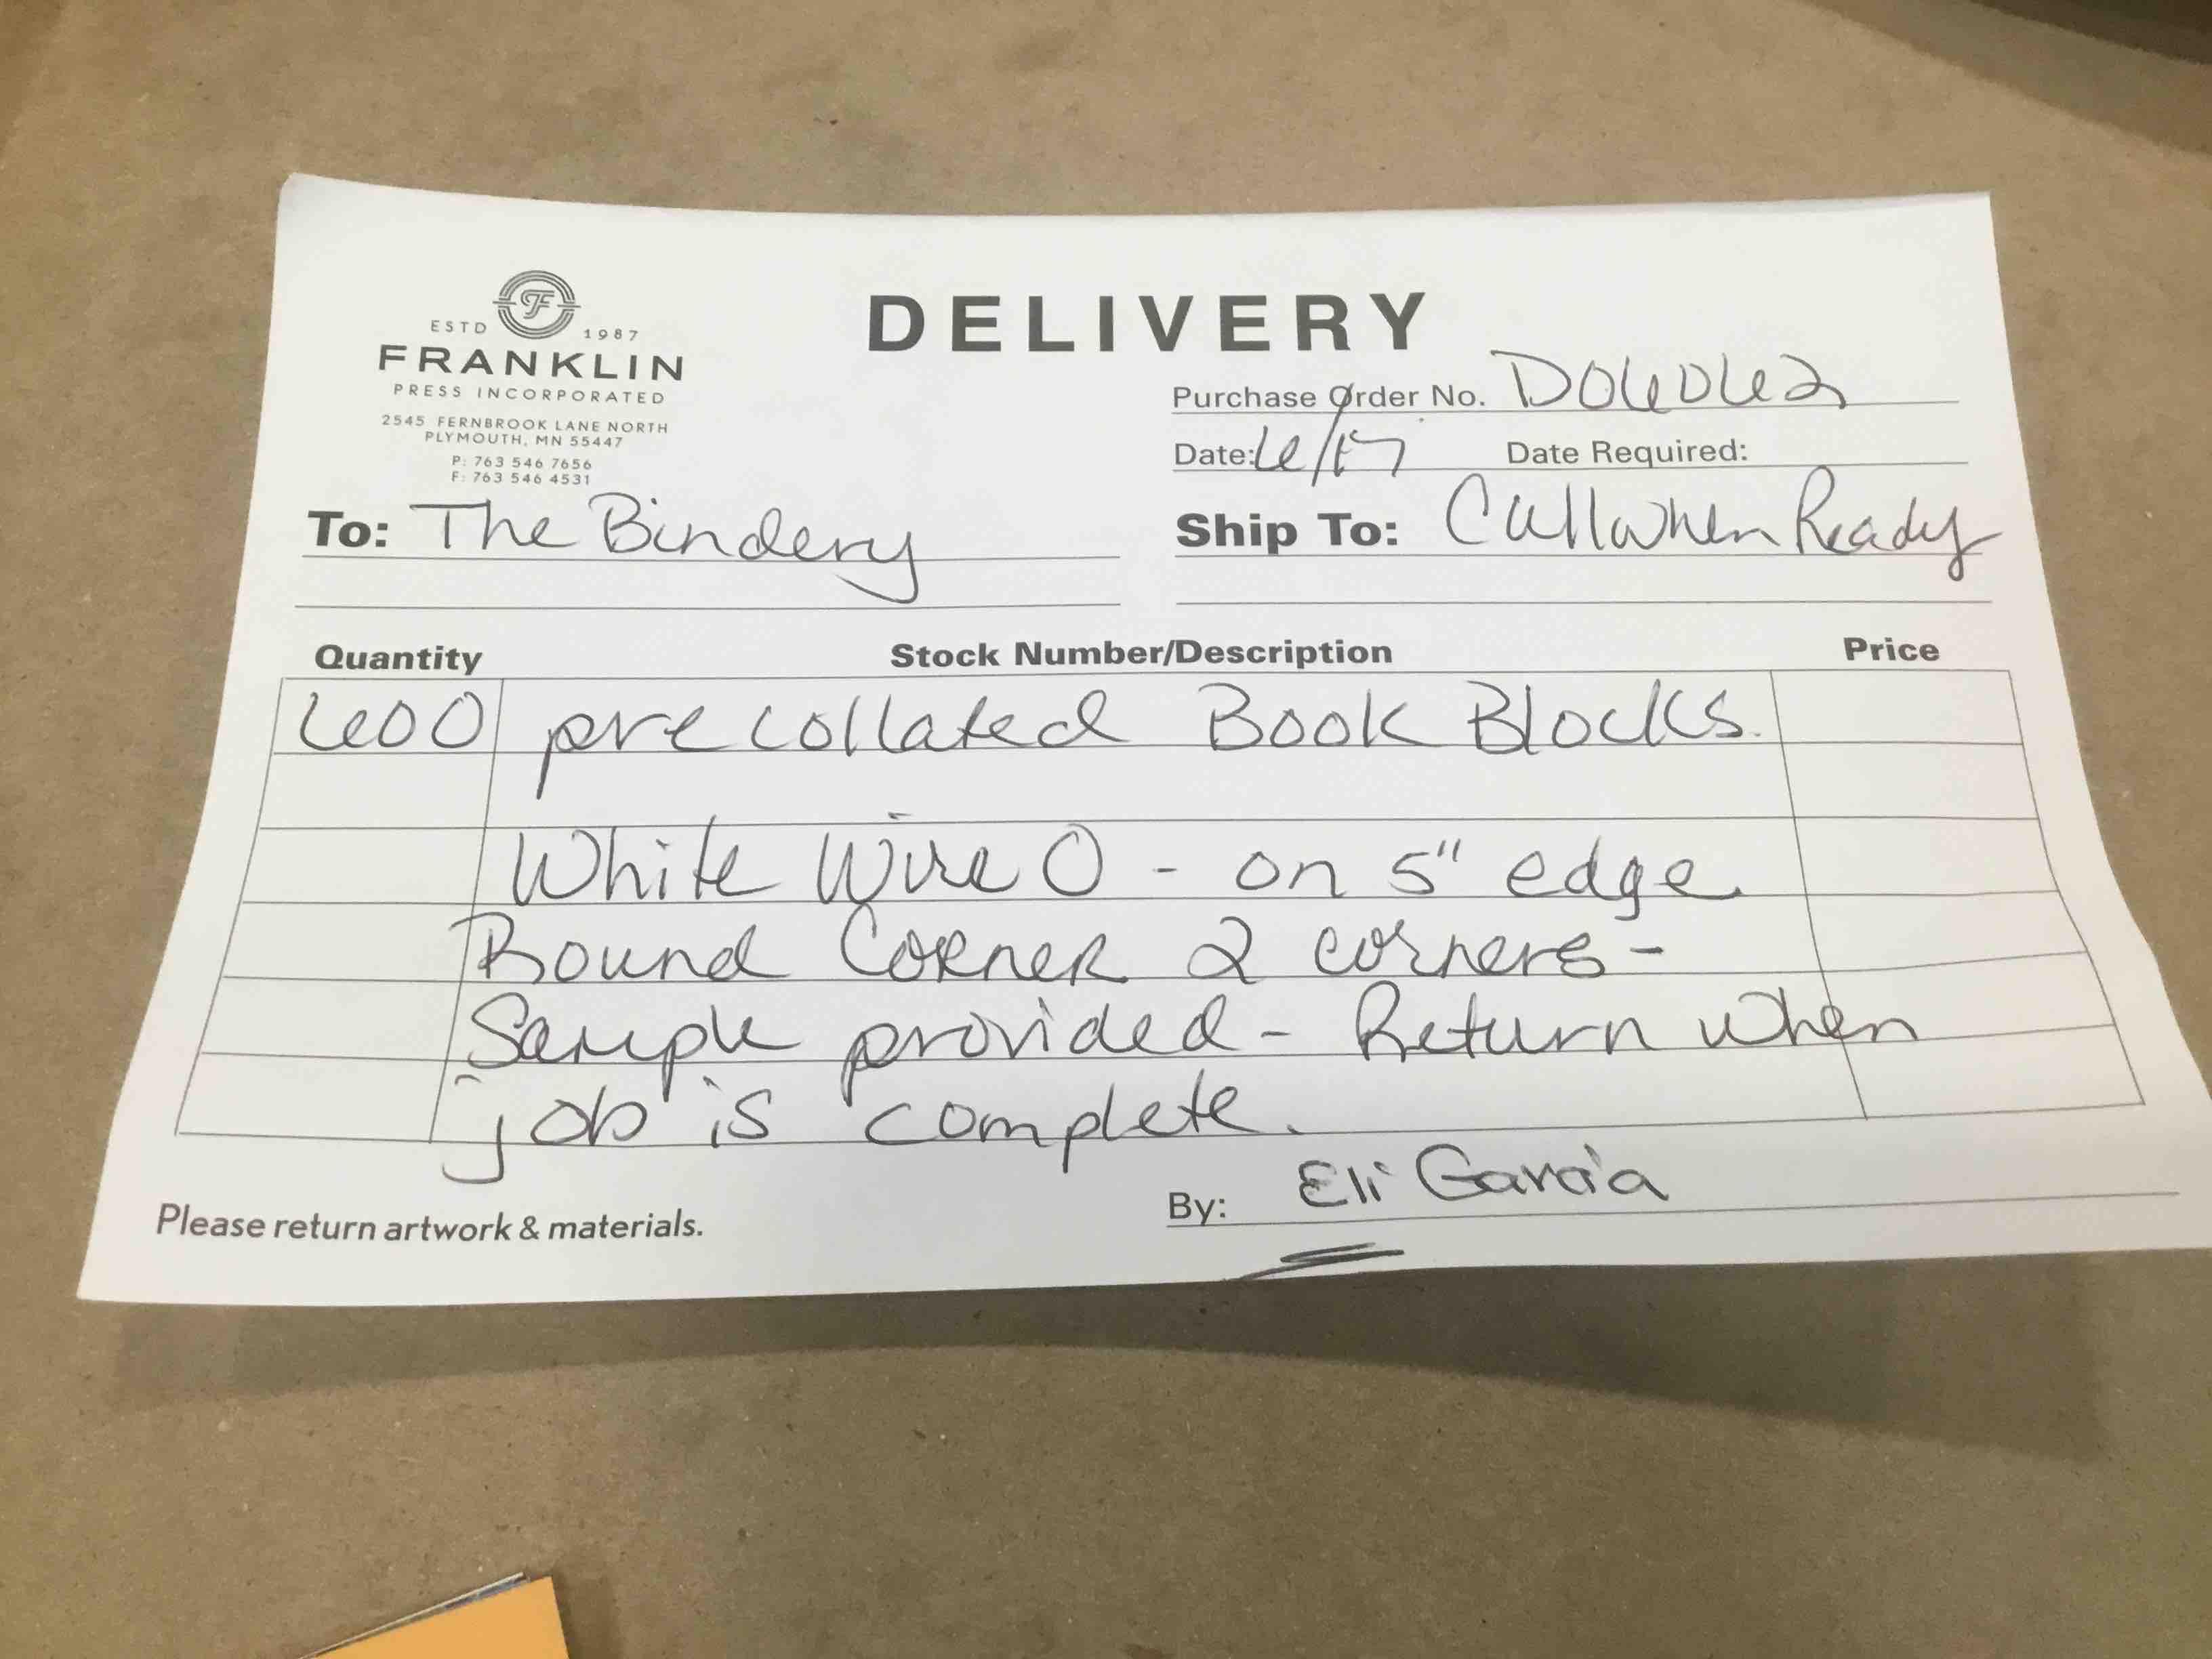 ESTD 1987
FRANKLIN
PRESS INCORPORATED
2545 FERNBROOK LANE NORTH
PLYMOUTH, MN 55447
P: 763 546 7656
F: 763 546 4531
DELIVERY
Purchase Order No. D06062
Date: 6/17 Date Required:
To: The Bindery
Ship To: Call When Ready
Quantity Stock Number/Description Price
600 precollated Book Blocks.
White Wire O - on 5" edge
Round Corner 2 corners -
Sample provided - Return when
job is complete.
Please return artwork & materials.
By: Eli Garcia